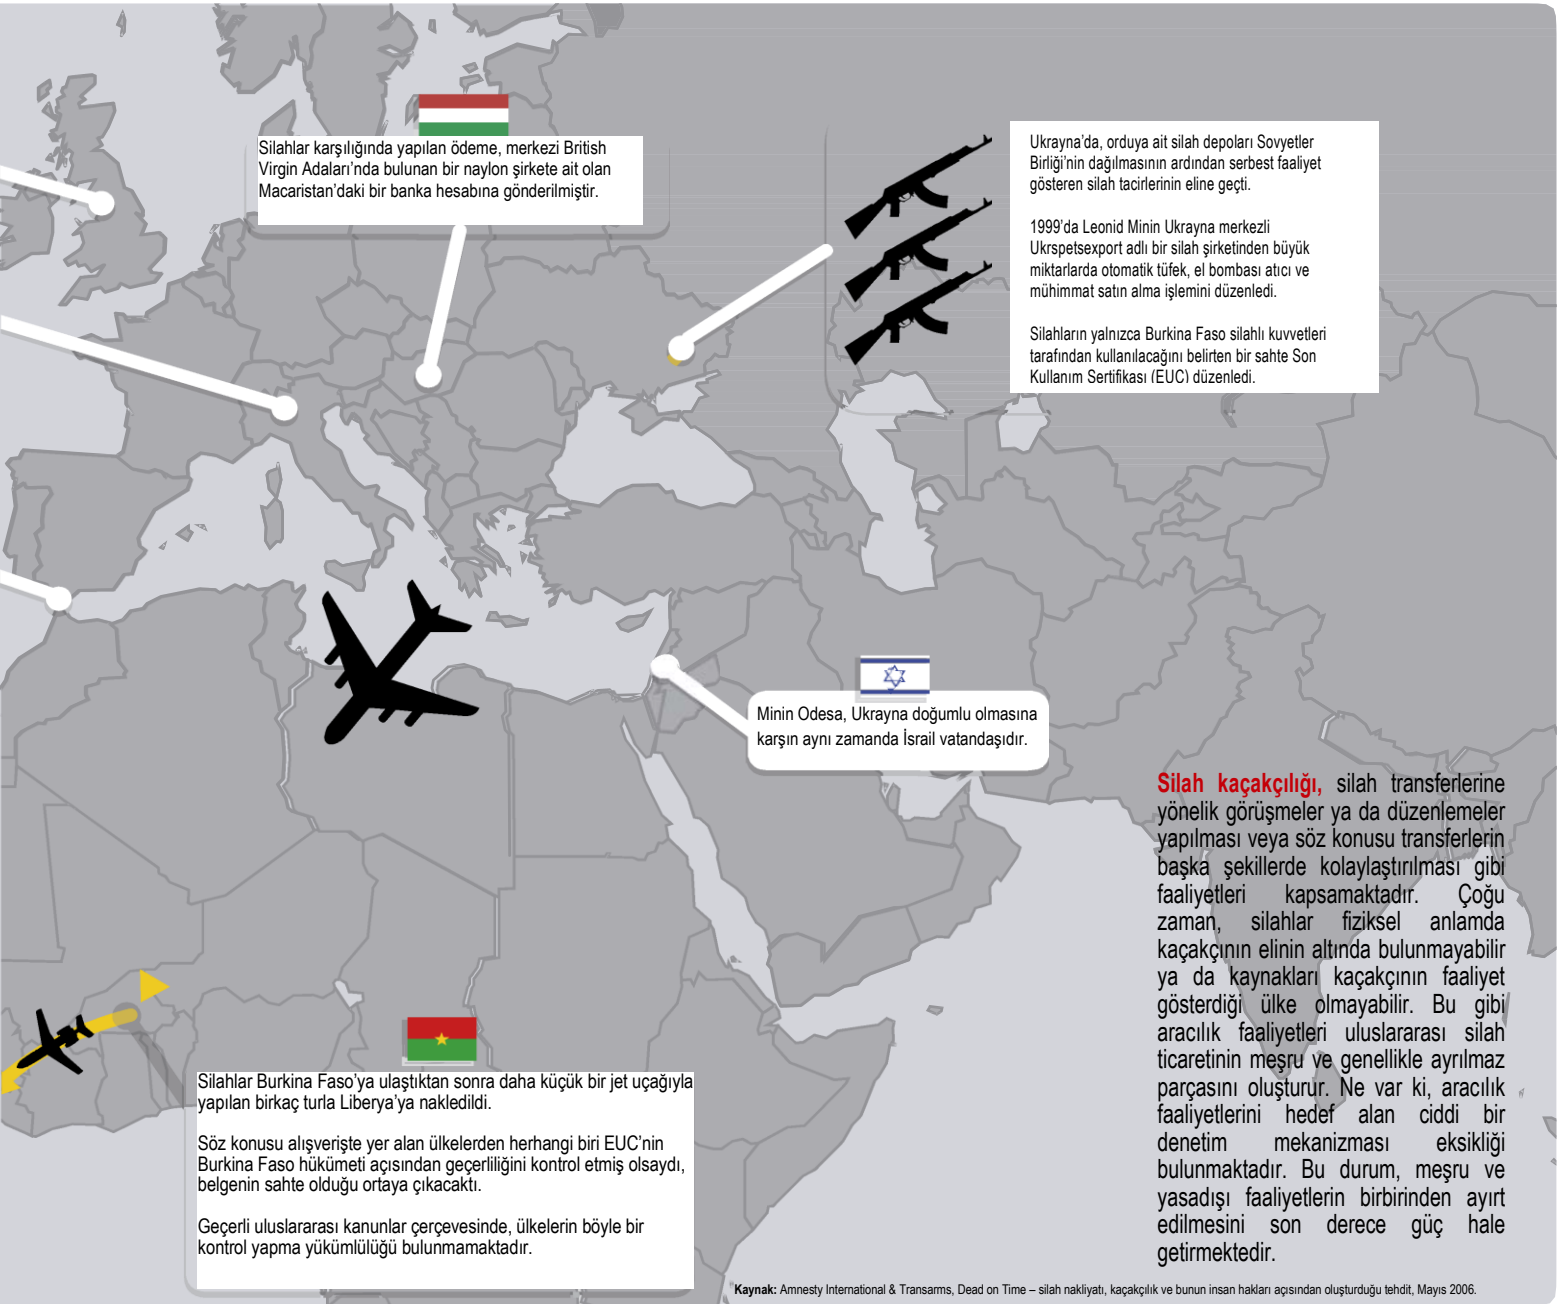 Silahlar karşılığında yapılan ödeme, merkezi British
Virgin Adaları’nda bulunan bir naylon şirkete ait olan
Macaristan’daki bir banka hesabına gönderilmiştir.
Ukrayna’da, orduya ait silah depoları Sovyetler
Birliği’nin dağılmasının ardından serbest faaliyet
gösteren silah tacirlerinin eline geçti.
1999’da Leonid Minin Ukrayna merkezli
Ukrspetsexport adlı bir silah şirketinden büyük
miktarlarda otomatik tüfek, el bombası atıcı ve
mühimmat satın alma işlemini düzenledi.
Silahların yalnızca Burkina Faso silahlı kuvvetleri
tarafından kullanılacağını belirten bir sahte Son
Kullanım Sertifikası (EUC) düzenledi.
Minin Odesa, Ukrayna doğumlu olmasına
karşın aynı zamanda İsrail vatandaşıdır.
Silah kaçakçılığı, silah transferlerine
yönelik görüşmeler ya da düzenlemeler
yapılması veya söz konusu transferlerin
başka şekillerde kolaylaştırılması gibi
faaliyetleri kapsamaktadır. Çoğu
zaman, silahlar fiziksel anlamda
kaçakçının elinin altında bulunmayabilir
ya da kaynakları kaçakçının faaliyet
gösterdiği ülke olmayabilir. Bu gibi
aracılık faaliyetleri uluslararası silah
ticaretinin meşru ve genellikle ayrılmaz
parçasını oluşturur. Ne var ki, aracılık
faaliyetlerini hedef alan ciddi bir
denetim mekanizması eksikliği
bulunmaktadır. Bu durum, meşru ve
yasadışı faaliyetlerin birbirinden ayırt
edilmesini son derece güç hale
getirmektedir.
Silahlar Burkina Faso’ya ulaştıktan sonra daha küçük bir jet uçağıyla
yapılan birkaç turla Liberya’ya nakledildi.
Söz konusu alışverişte yer alan ülkelerden herhangi biri EUC’nin
Burkina Faso hükümeti açısından geçerliliğini kontrol etmiş olsaydı,
belgenin sahte olduğu ortaya çıkacaktı.
Geçerli uluslararası kanunlar çerçevesinde, ülkelerin böyle bir
kontrol yapma yükümlülüğü bulunmamaktadır.
Kaynak: Amnesty International & Transarms, Dead on Time – silah nakliyatı, kaçakçılık ve bunun insan hakları açısından oluşturduğu tehdit, Mayıs 2006.